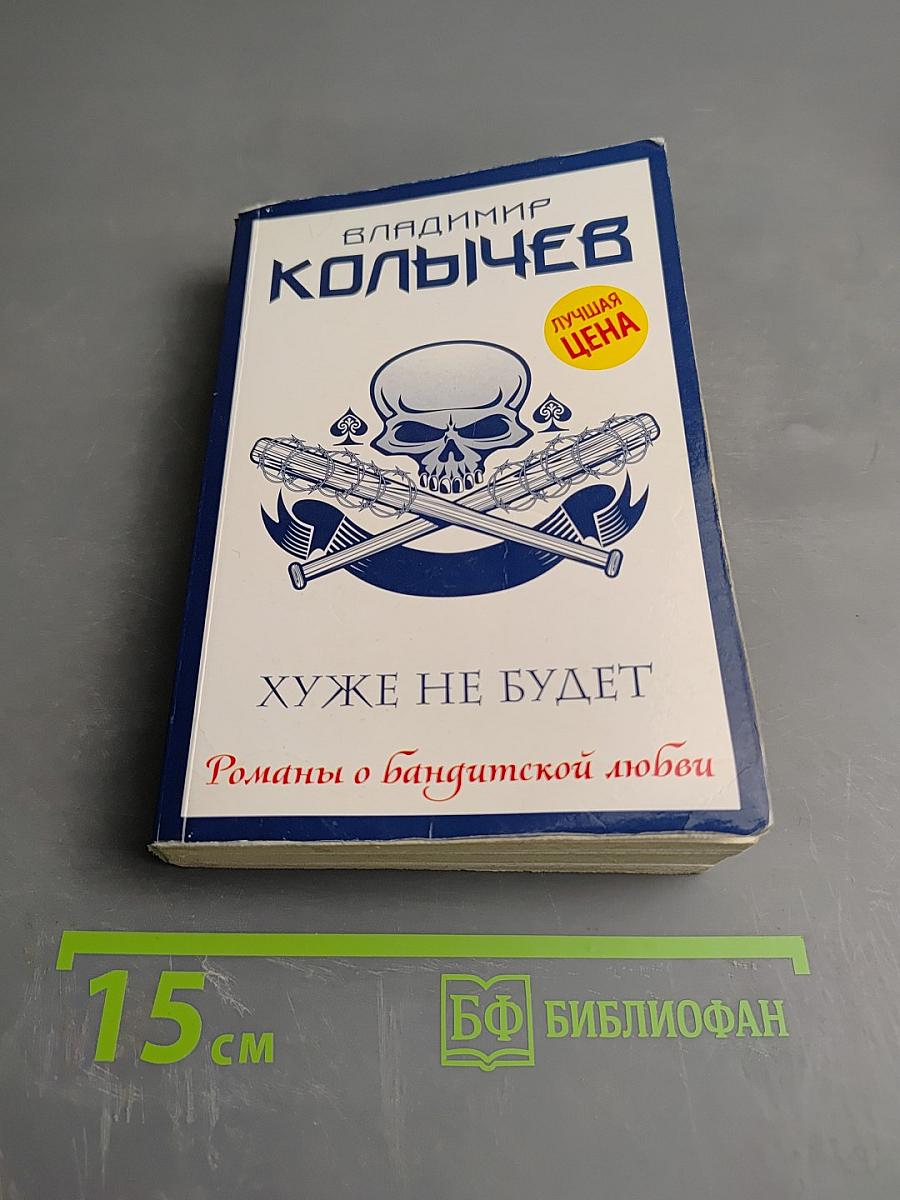 ВЛАДИМИР
КОЛЫЧЕВ
ЛУЧШАЯ
ЦЕНА
ХУЖЕ НЕ БУДЕТ
Романы о бандитской любви
15 см
БФ БИБЛИОФАН